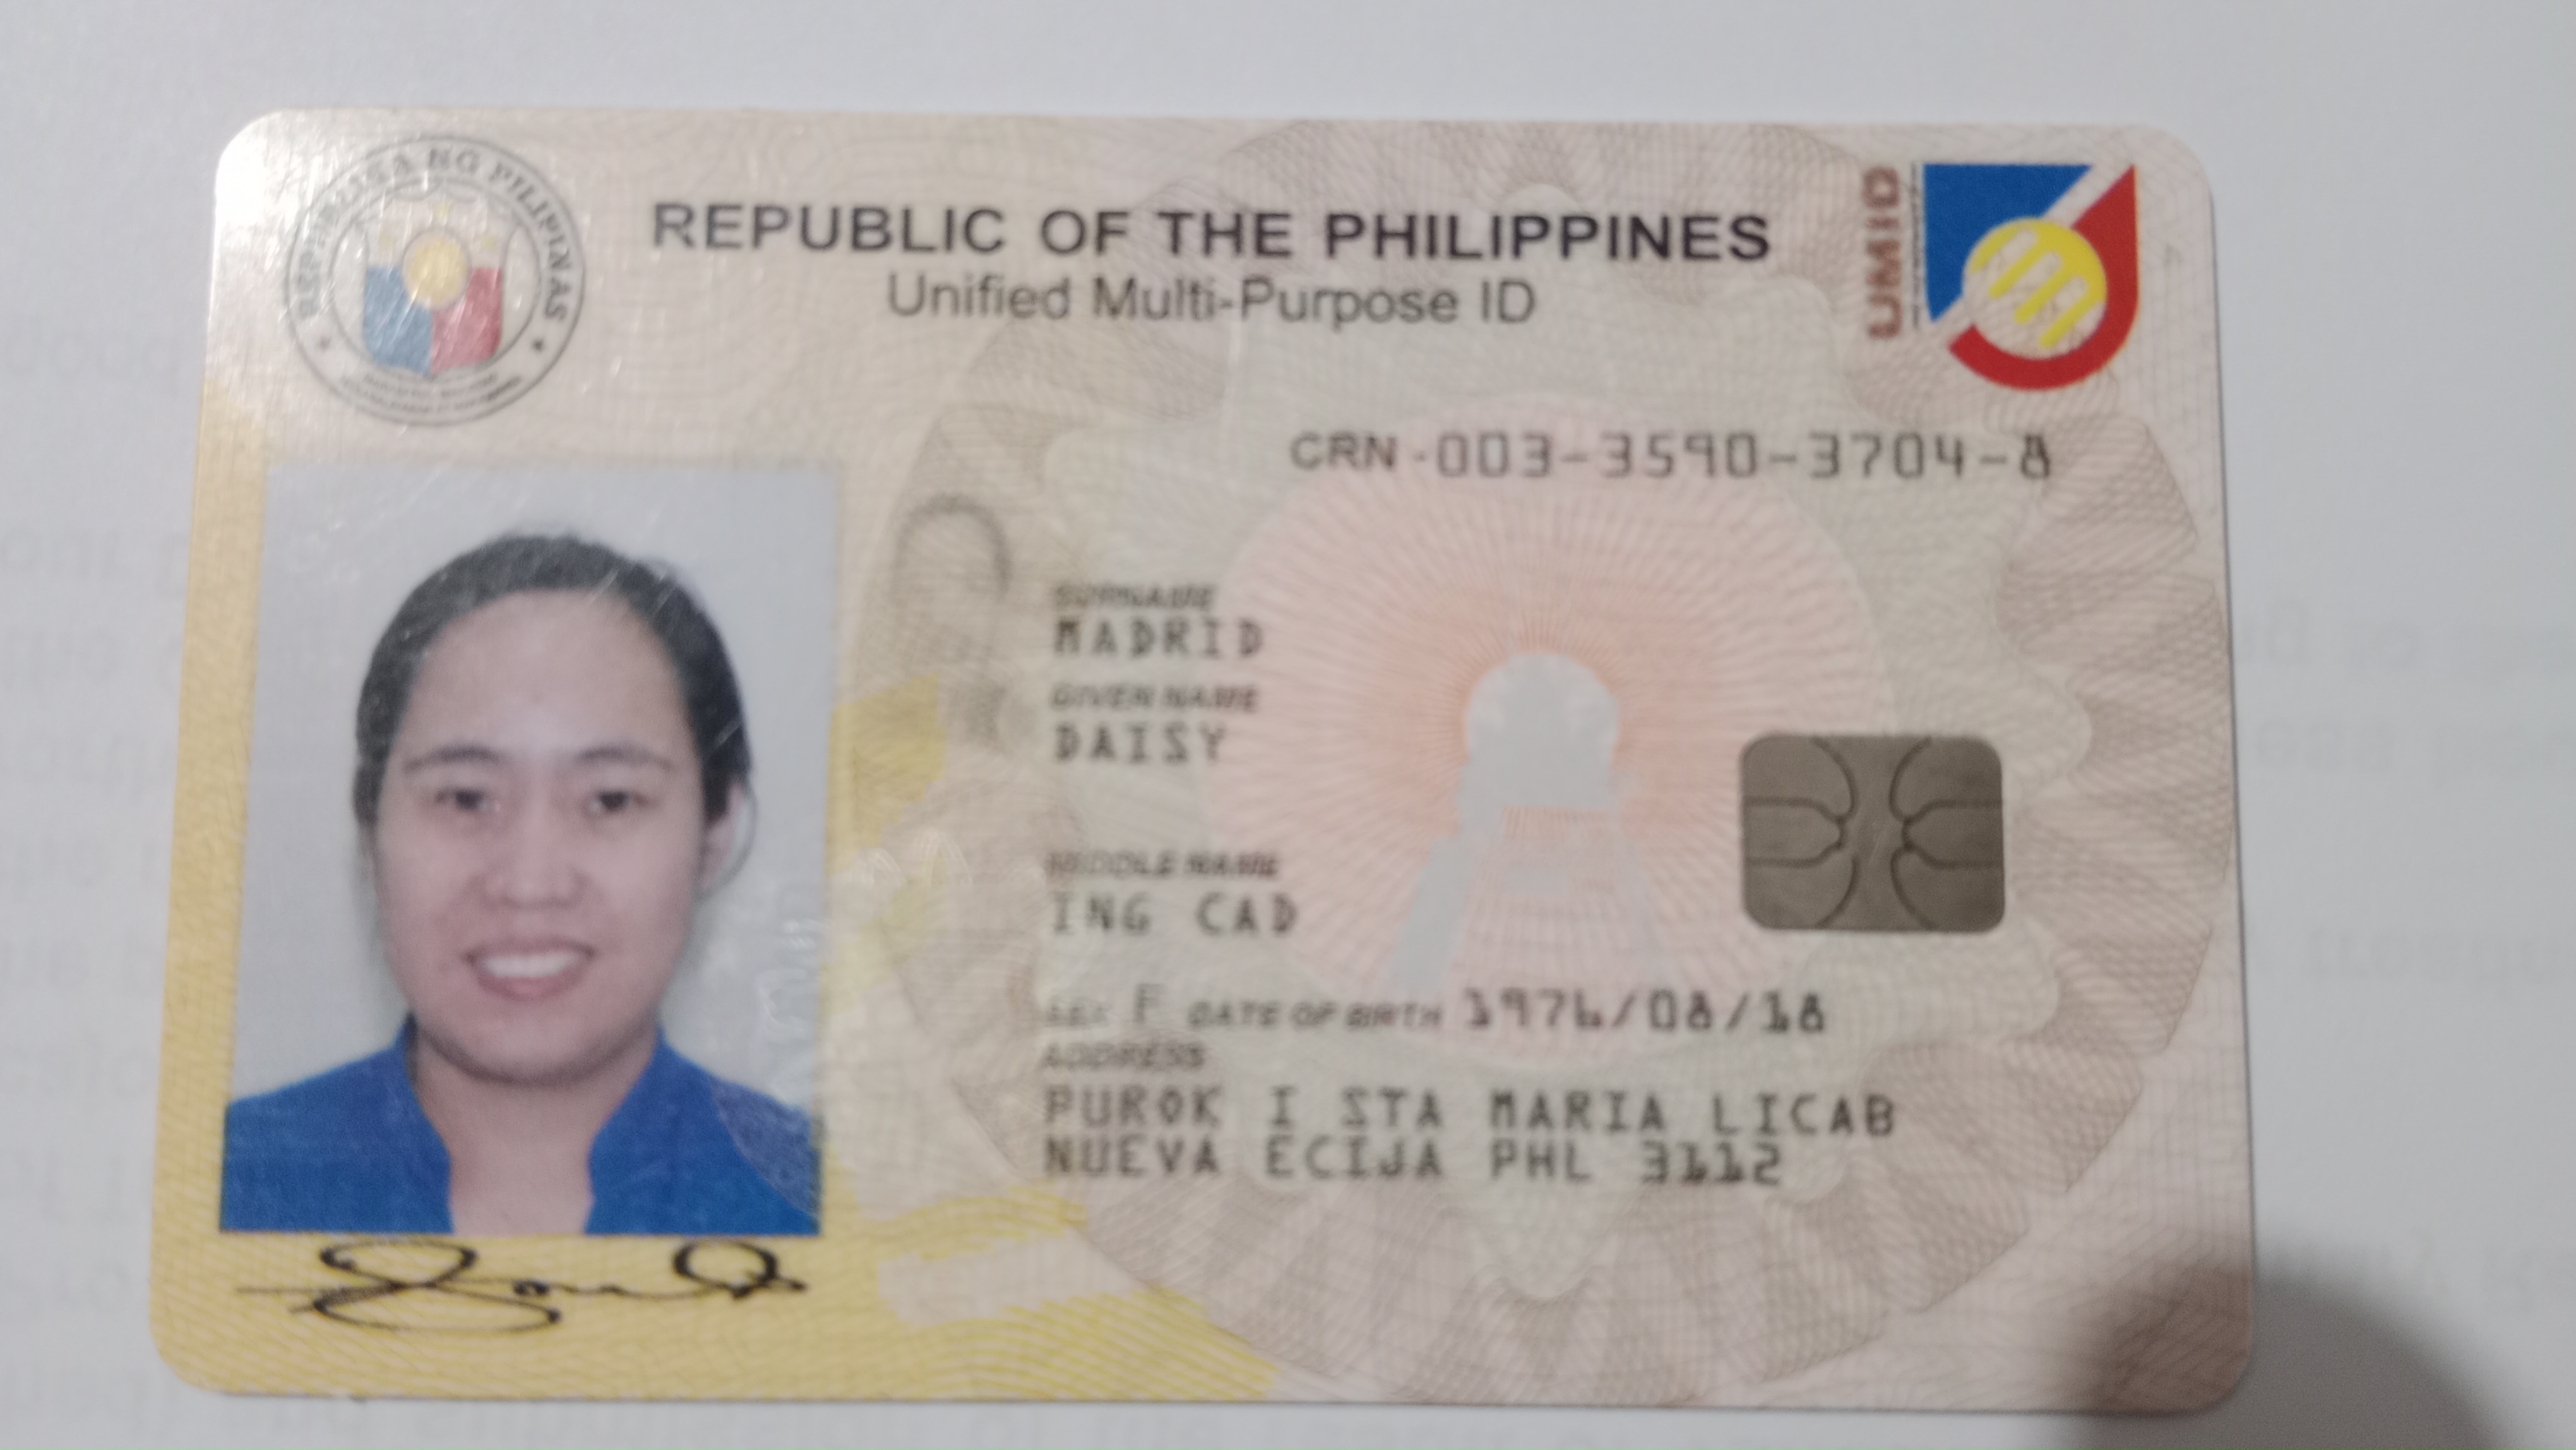 REPUBLIKA NG PILIPINAS
REPUBLIC OF THE PHILIPPINES
Unified Multi-Purpose ID
UMID
CRN-003-3590-3704-8
SURNAME
MADRID
GIVEN NAME
DAISY
MIDDLE NAME
ING CAD
SEX F DATE OF BIRTH 1976/08/18
ADDRESS
PUROK I STA MARIA LICAB
NUEVA ECIJA PHL 3112